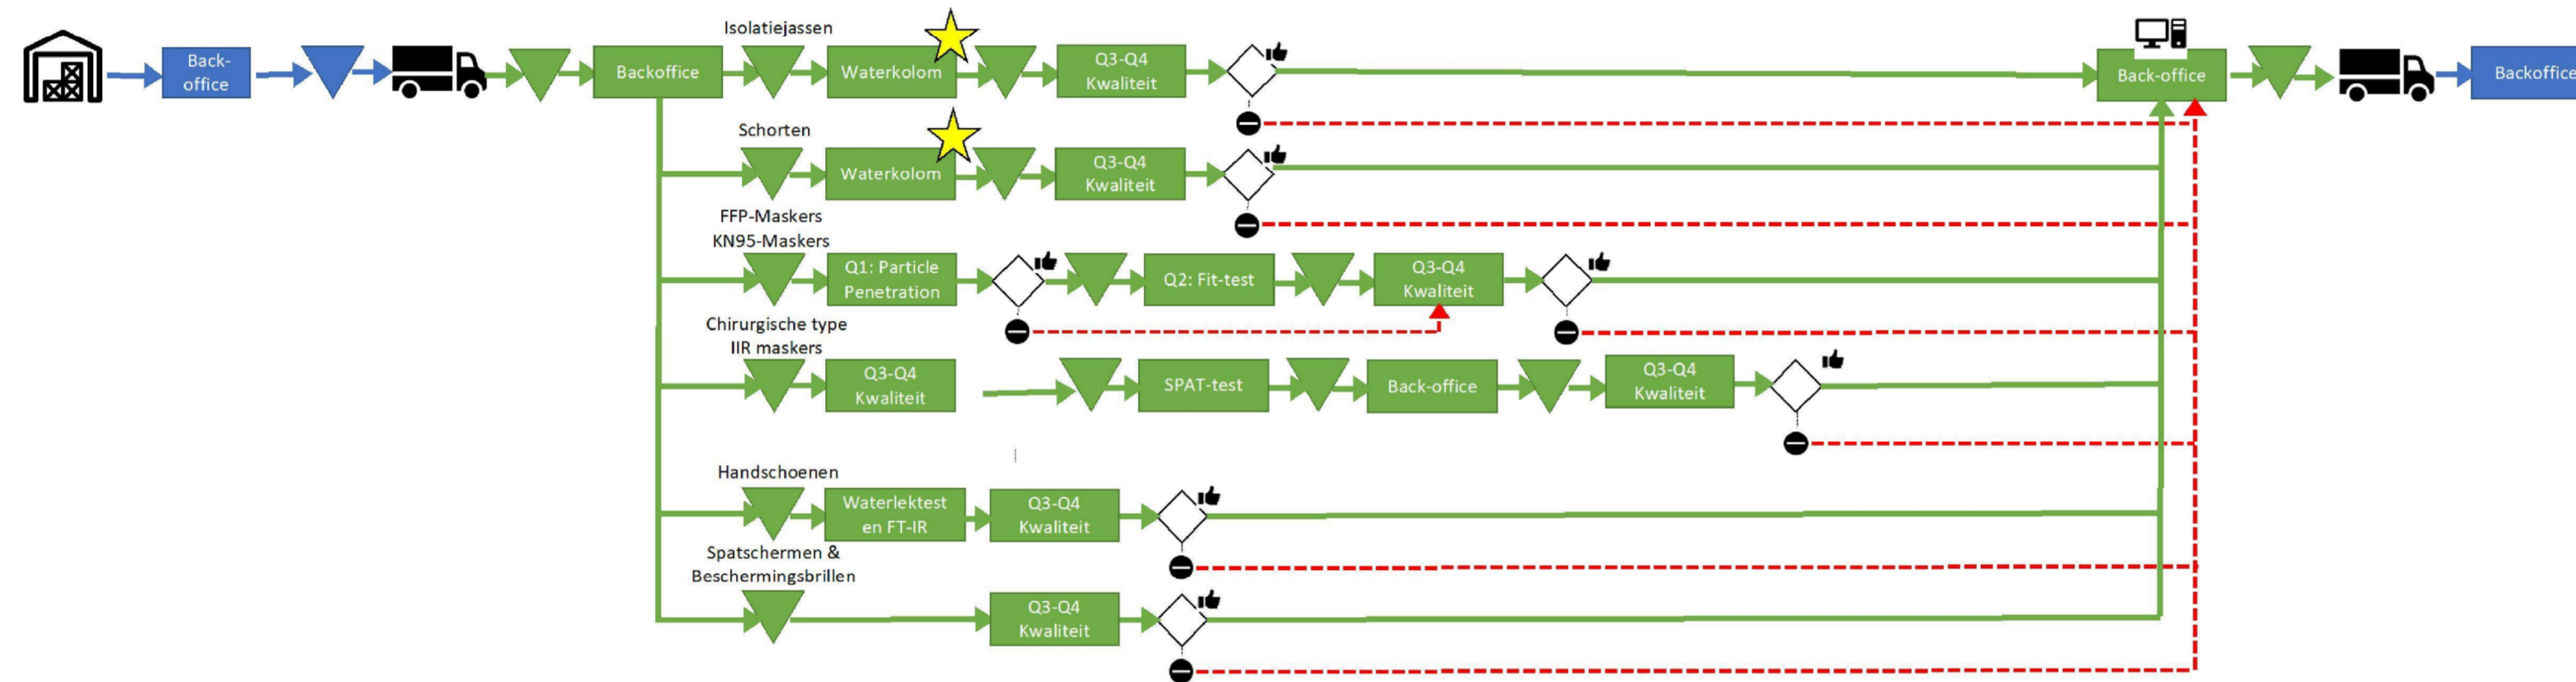 Back-
office
Backoffice
Isolatiejassen
Waterkolom
Q3-Q4
Kwaliteit
Back-office
Backoffice
Schorten
Waterkolom
Q3-Q4
Kwaliteit
FFP-Maskers
KN95-Maskers
Q1: Particle
Penetration
Q2: Fit-test
Q3-Q4
Kwaliteit
Chirurgische type
IIR maskers
Q3-Q4
Kwaliteit
SPAT-test
Back-office
Q3-Q4
Kwaliteit
Handschoenen
Waterlektest
en FT-IR
Q3-Q4
Kwaliteit
Spatschermen &
Beschermingsbrillen
Q3-Q4
Kwaliteit